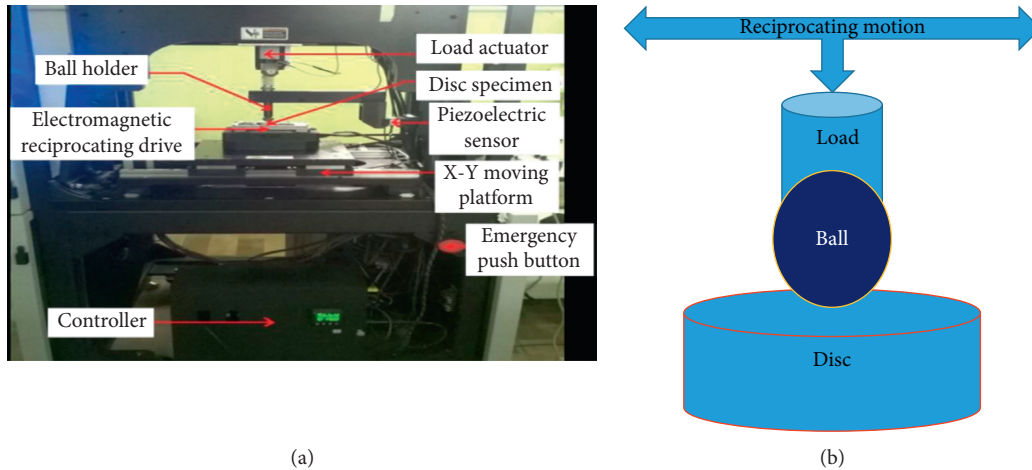 Load actuator
Ball holder
Disc specimen
Electromagnetic
reciprocating drive
Piezoelectric
sensor
X-Y moving
platform
Emergency
push button
Controller
(a)
Reciprocating motion
Load
Ball
Disc
(b)